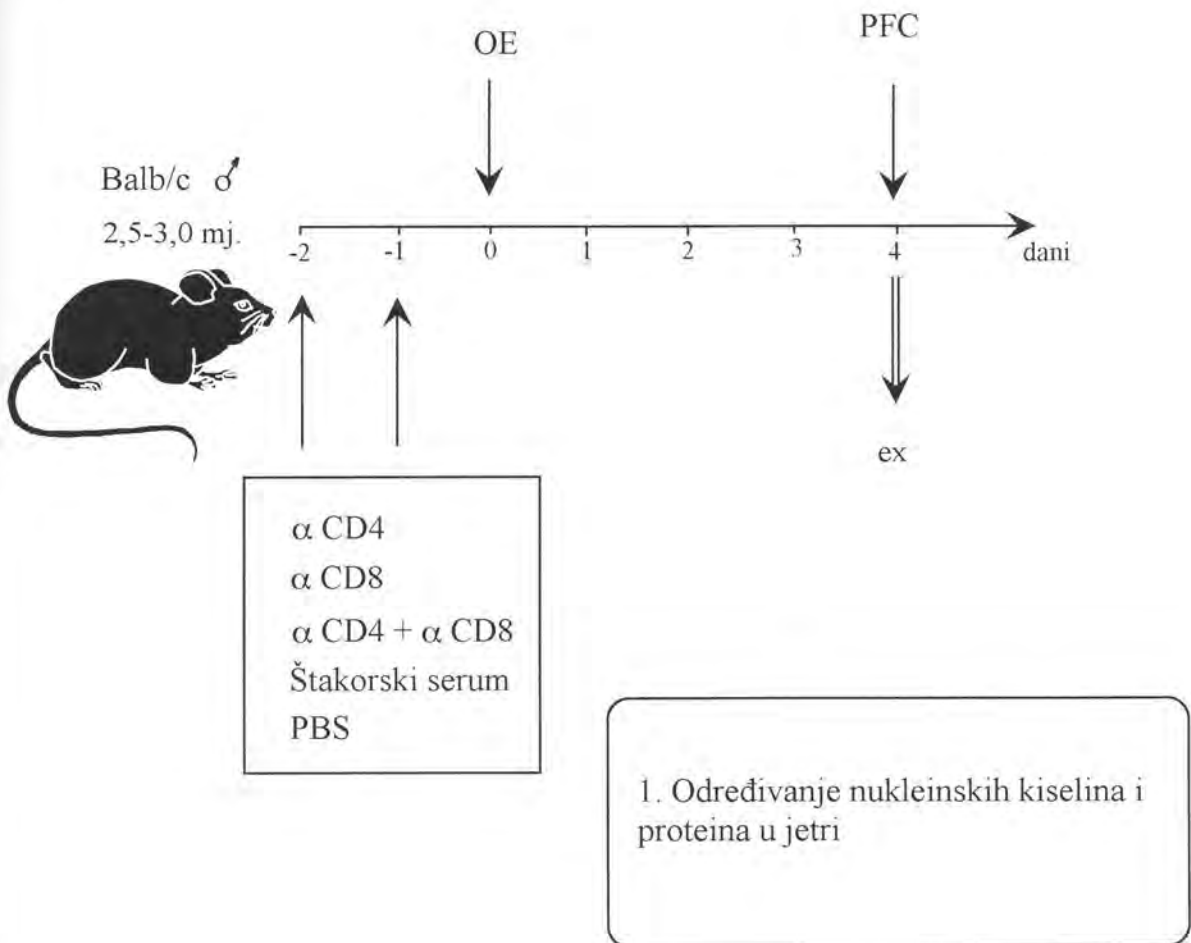 OE
PFC
Balb/c ♂
2,5-3,0 mj.
-2 -1 0 1 2 3 4 dani
ex
α CD4
α CD8
α CD4 + α CD8
Štakorski serum
PBS
1. Određivanje nukleinskih kiselina i
proteina u jetri